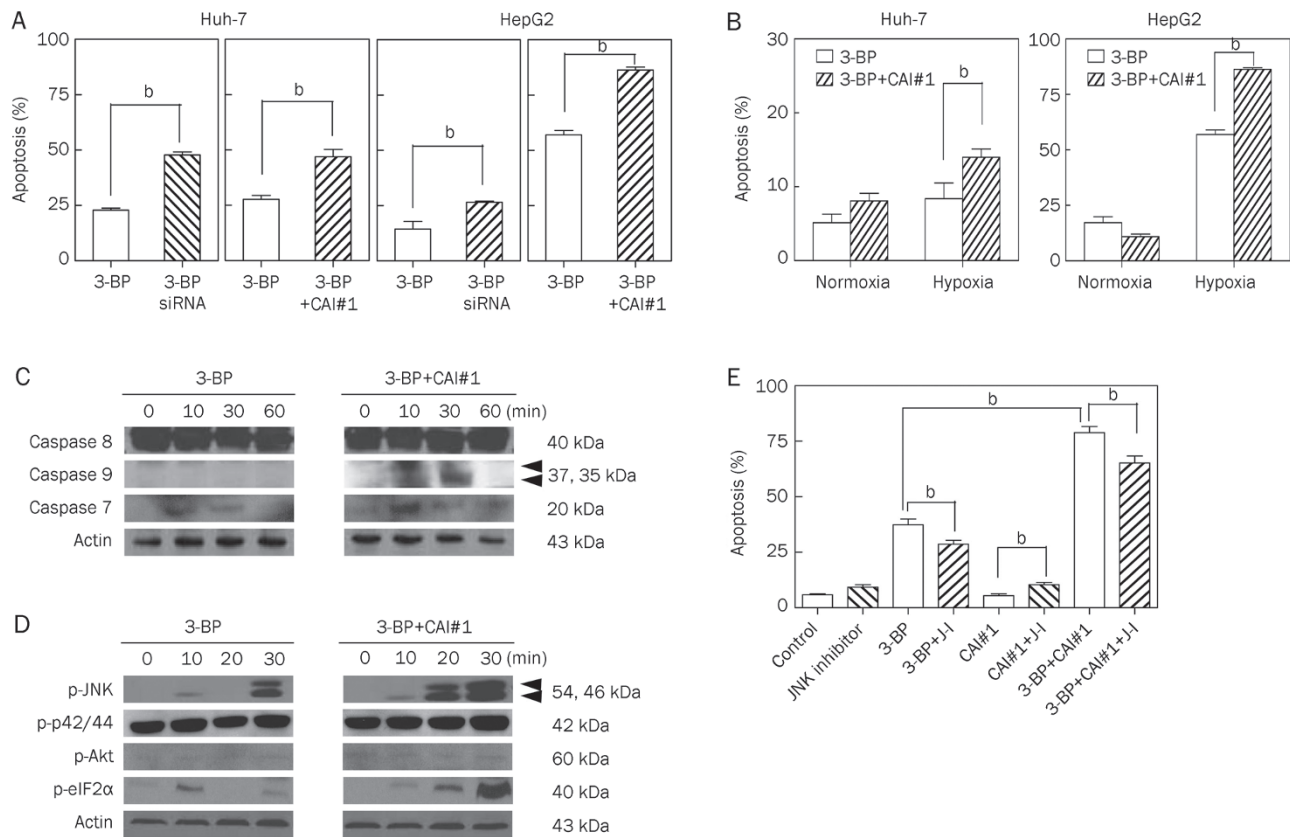 A
Huh-7
HepG2
100
75
50
25
0
Apoptosis (%)
b
b
b
b
3-BP
3-BP
siRNA
3-BP
3-BP
+CAI#1
3-BP
3-BP
siRNA
3-BP
3-BP
+CAI#1
B
Huh-7
HepG2
30
20
10
0
Apoptosis (%)
3-BP
3-BP+CAI#1
b
Normoxia
Hypoxia
100
75
50
25
0
3-BP
3-BP+CAI#1
b
Normoxia
Hypoxia
C
3-BP
3-BP+CAI#1
0 10 30 60 0 10 30 60 (min)
Caspase 8 40 kDa
Caspase 9 37, 35 kDa
Caspase 7 20 kDa
Actin 43 kDa
D
3-BP
3-BP+CAI#1
0 10 20 30 0 10 20 30 (min)
p-JNK 54, 46 kDa
p-p42/44 42 kDa
p-Akt 60 kDa
p-eIF2α 40 kDa
Actin 43 kDa
E
100
75
50
25
0
Apoptosis (%)
b
b
b
b
Control
JNK inhibitor
3-BP
3-BP+J-I
CAI#1
CAI#1+J-I
3-BP+CAI#1
3-BP+CAI#1+J-I